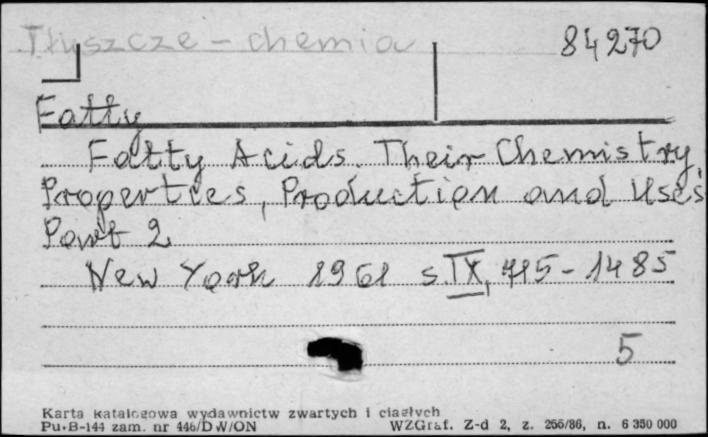 Tłuszcze - chemia 84270
Fatty
Fatty Acids. Their Chemistry,
Properties, Production and Uses
Part 2
New York 1961 s. IX, 715-1485
5
Karta katalogowa wydawnictw zwartych i ciągłych
Pu-B-144 zam. nr 446/DW/ON WZGraf. Z-d 2, z. 266/86, n. 6 350 000